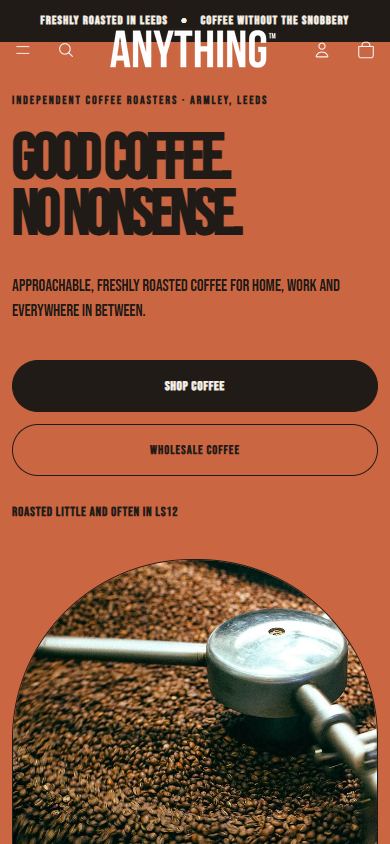 FRESHLY ROASTED IN LEEDS • COFFEE WITHOUT THE SNOBBERY
ANYTHING™
INDEPENDENT COFFEE ROASTERS · ARMLEY, LEEDS
GOOD COFFEE.
NO NONSENSE.
APPROACHABLE, FRESHLY ROASTED COFFEE FOR HOME, WORK AND
EVERYWHERE IN BETWEEN.
SHOP COFFEE
WHOLESALE COFFEE
ROASTED LITTLE AND OFTEN IN LS12